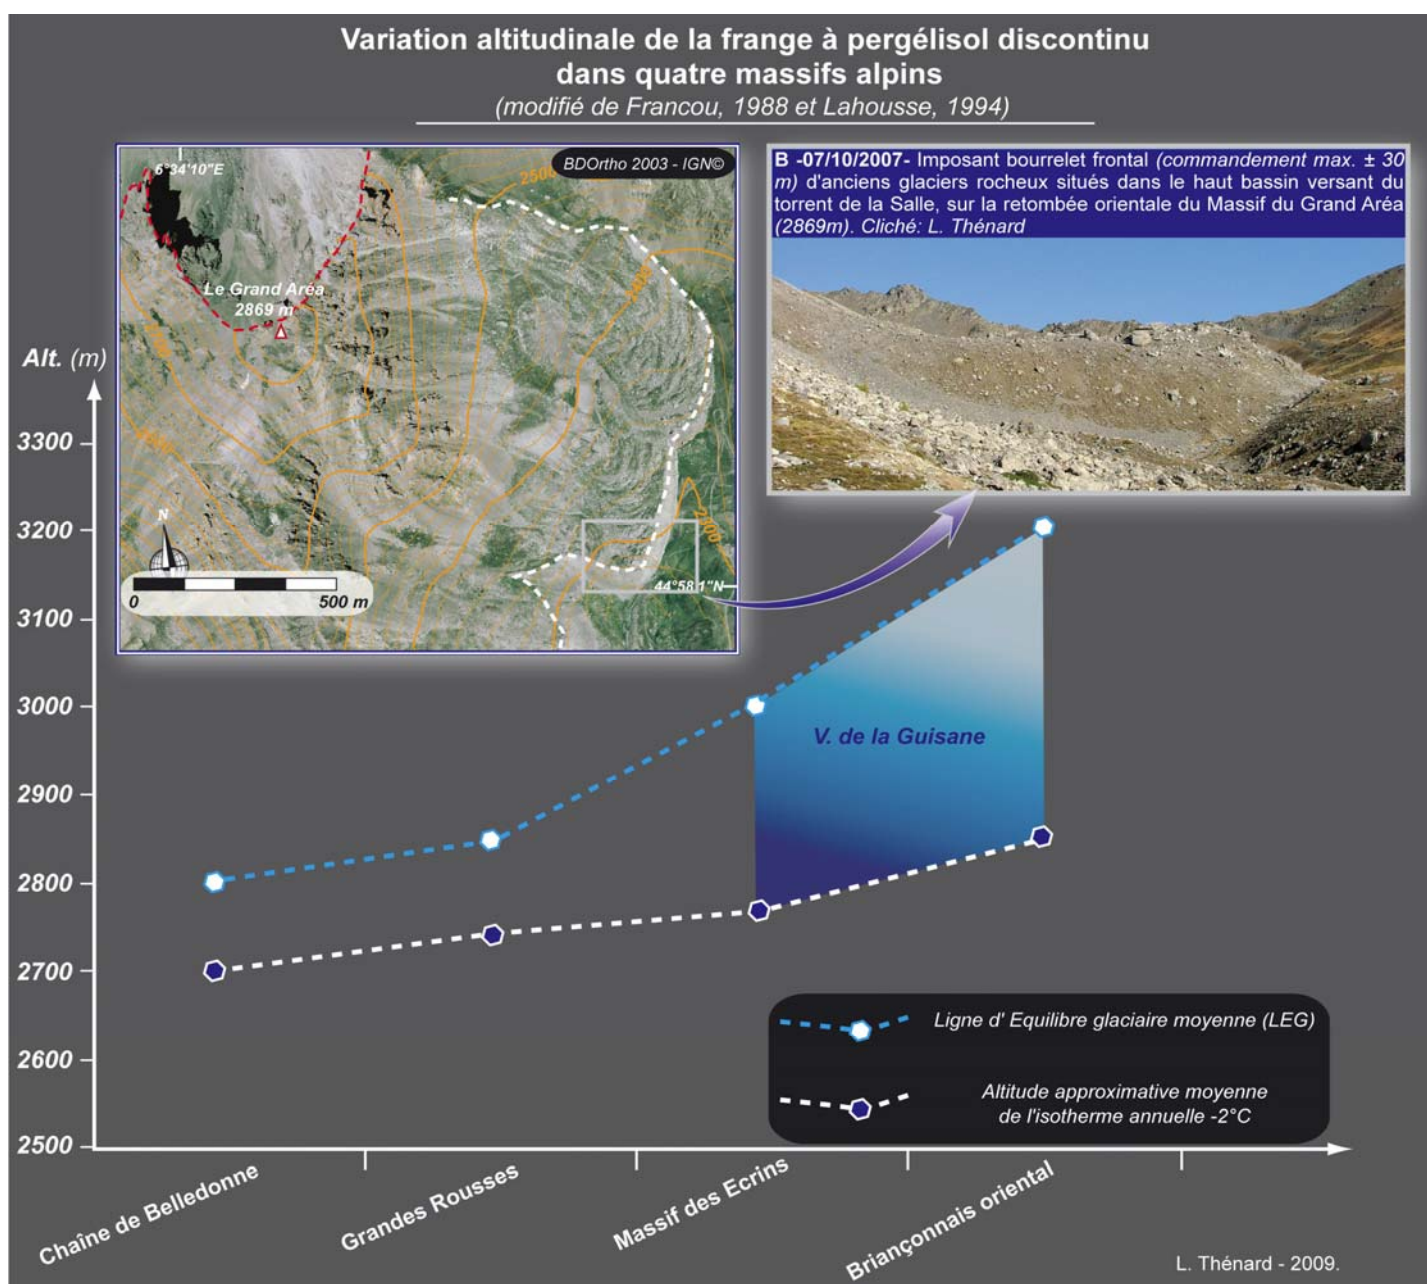 Variation altitudinale de la frange à pergélisol discontinu
dans quatre massifs alpins
(modifié de Francou, 1988 et Lahousse, 1994)
6°34'10"E
BDOrtho 2003 - IGN©
2500
2400
2300
Le Grand Aréa
2869 m
N
0
500 m
44°58.1"N
B -07/10/2007- Imposant bourrelet frontal (commandement max. ± 30
m) d'anciens glaciers rocheux situés dans le haut bassin versant du
torrent de la Salle, sur la retombée orientale du Massif du Grand Aréa
(2869m). Cliché: L. Thénard
Alt. (m)
3300
3200
3100
3000
2900
2800
2700
2600
2500
V. de la Guisane
Ligne d' Equilibre glaciaire moyenne (LEG)
Altitude approximative moyenne
de l'isotherme annuelle -2°C
Chaîne de Belledonne
Grandes Rousses
Massif des Ecrins
Briançonnais oriental
L. Thénard - 2009.